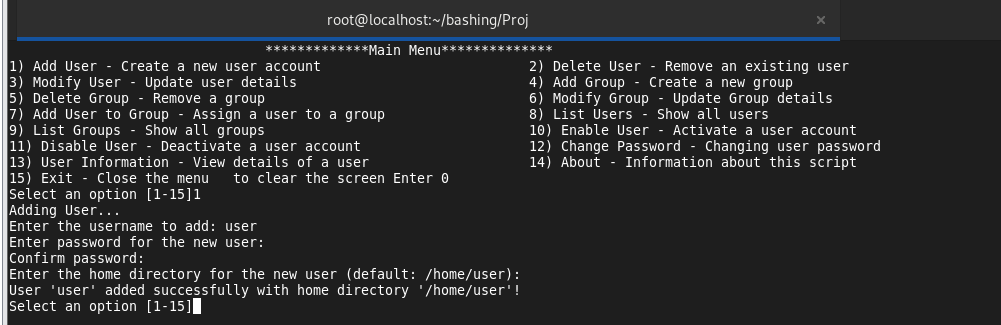 root@localhost:~/bashing/Proj ×
*************Main Menu**************
1) Add User - Create a new user account 2) Delete User - Remove an existing user
3) Modify User - Update user details 4) Add Group - Create a new group
5) Delete Group - Remove a group 6) Modify Group - Update Group details
7) Add User to Group - Assign a user to a group 8) List Users - Show all users
9) List Groups - Show all groups 10) Enable User - Activate a user account
11) Disable User - Deactivate a user account 12) Change Password - Changing user password
13) User Information - View details of a user 14) About - Information about this script
15) Exit - Close the menu   to clear the screen Enter 0
Select an option [1-15]1
Adding User...
Enter the username to add: user
Enter password for the new user:
Confirm password:
Enter the home directory for the new user (default: /home/user):
User 'user' added successfully with home directory '/home/user'!
Select an option [1-15]